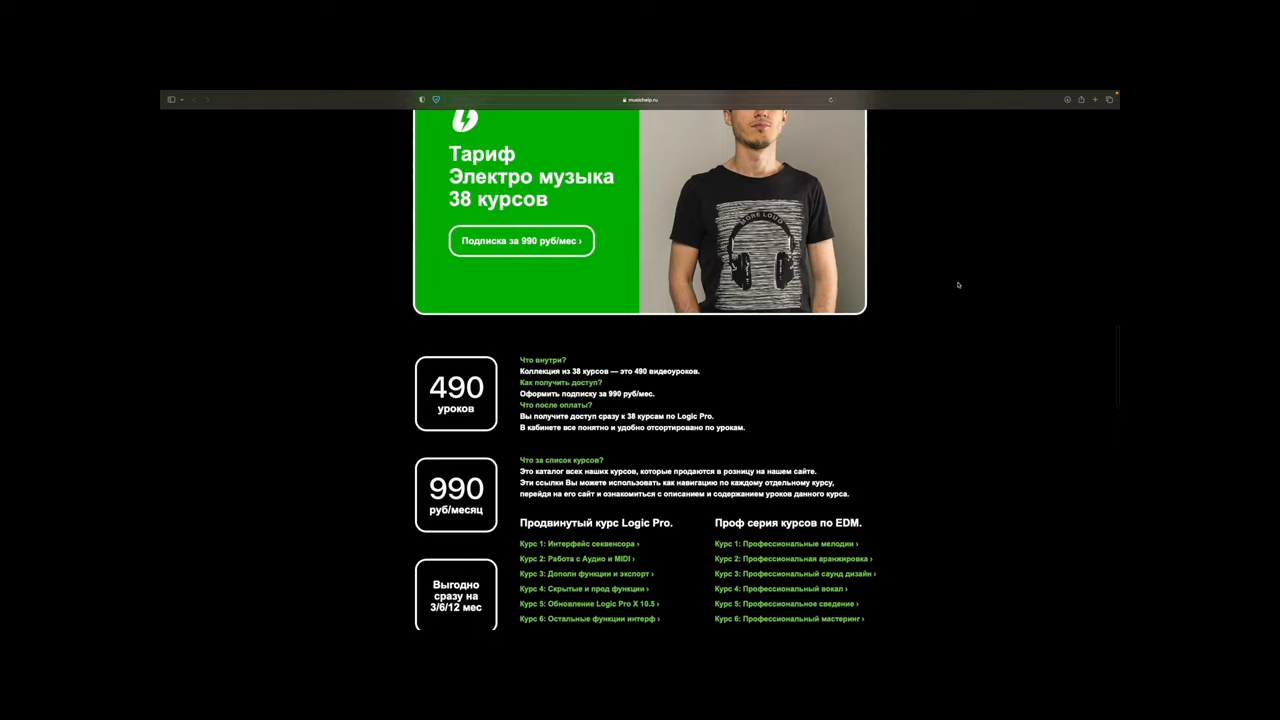 musichelp.ru
Тариф
Электро музыка
38 курсов
Подписка за 990 руб/мес ›
MORE LOUD
490
уроков
Что внутри?
Коллекция из 38 курсов — это 490 видеоуроков.
Как получить доступ?
Оформить подписку за 990 руб/мес.
Что после оплаты?
Вы получите доступ сразу к 38 курсам по Logic Pro.
В кабинете все понятно и удобно отсортировано по урокам.
990
руб/месяц
Что за список курсов?
Это каталог всех наших курсов, которые продаются в розницу на нашем сайте.
Эти ссылки Вы можете использовать как навигацию по каждому отдельному курсу,
перейдя на его сайт и ознакомиться с описанием и содержанием уроков данного курса.
Выгодно
сразу на
3/6/12 мес
Продвинутый курс Logic Pro.
Курс 1: Интерфейс секвенсора ›
Курс 2: Работа с Аудио и MIDI ›
Курс 3: Дополн функции и экспорт ›
Курс 4: Скрытые и прод функции ›
Курс 5: Обновление Logic Pro X 10.5 ›
Курс 6: Остальные функции интерф ›
Проф серия курсов по EDM.
Курс 1: Профессиональные мелодии ›
Курс 2: Профессиональная аранжировка ›
Курс 3: Профессиональный саунд дизайн ›
Курс 4: Профессиональный вокал ›
Курс 5: Профессиональное сведение ›
Курс 6: Профессиональный мастеринг ›